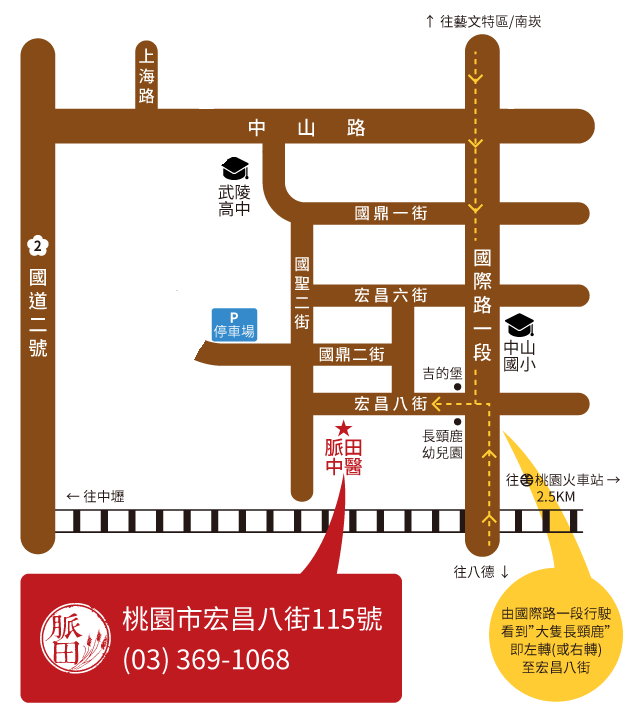 ↑ 往藝文特區/南崁
上海路
中山路
武陵
高中
國鼎一街
2
國道二號
國聖二街
國際路一段
宏昌六街
P
停車場
中山
國小
國鼎二街
吉的堡
宏昌八街
長頸鹿
幼兒園
脈田
中醫
往桃園火車站 →
2.5KM
← 往中壢
往八德 ↓
由國際路一段行駛
看到”大隻長頸鹿”
即左轉(或右轉)
至宏昌八街
脈田
桃園市宏昌八街115號
(03) 369-1068